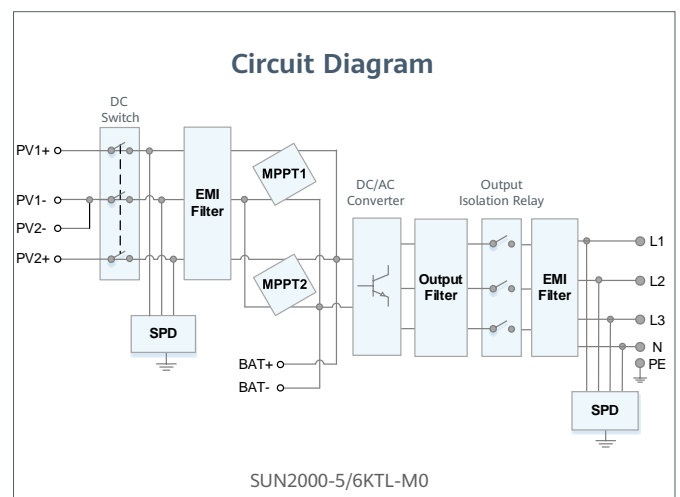 Circuit Diagram
DC
Switch
PV1+
PV1-
PV2-
PV2+
EMI
Filter
MPPT1
MPPT2
SPD
BAT+
BAT-
DC/AC
Converter
Output
Filter
Output
Isolation Relay
EMI
Filter
L1
L2
L3
N
PE
SPD
SUN2000-5/6KTL-M0